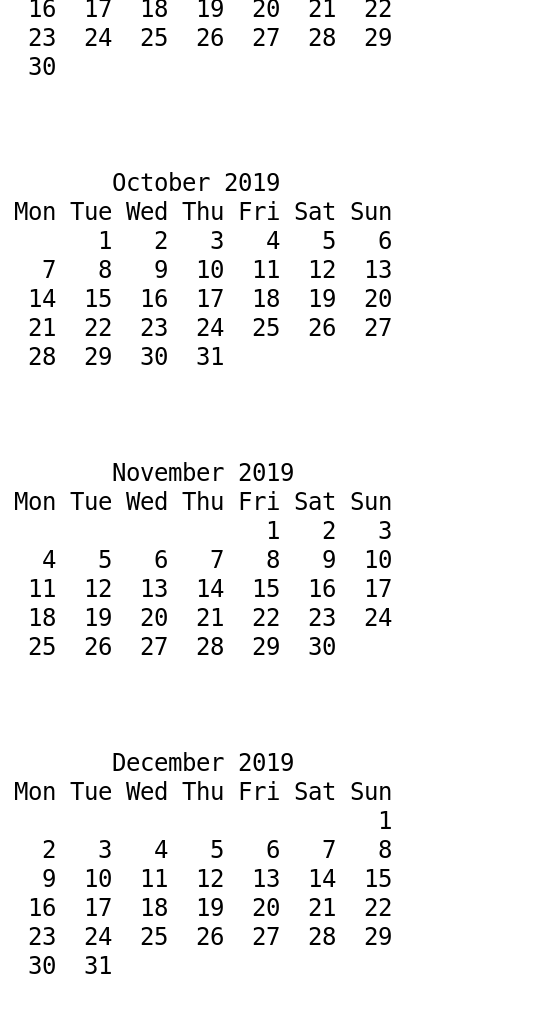 16  17  18  19  20  21  22
23  24  25  26  27  28  29
30
October 2019
Mon Tue Wed Thu Fri Sat Sun
1   2   3   4   5   6
7   8   9  10  11  12  13
14  15  16  17  18  19  20
21  22  23  24  25  26  27
28  29  30  31
November 2019
Mon Tue Wed Thu Fri Sat Sun
1   2   3
4   5   6   7   8   9  10
11  12  13  14  15  16  17
18  19  20  21  22  23  24
25  26  27  28  29  30
December 2019
Mon Tue Wed Thu Fri Sat Sun
1
2   3   4   5   6   7   8
9  10  11  12  13  14  15
16  17  18  19  20  21  22
23  24  25  26  27  28  29
30  31